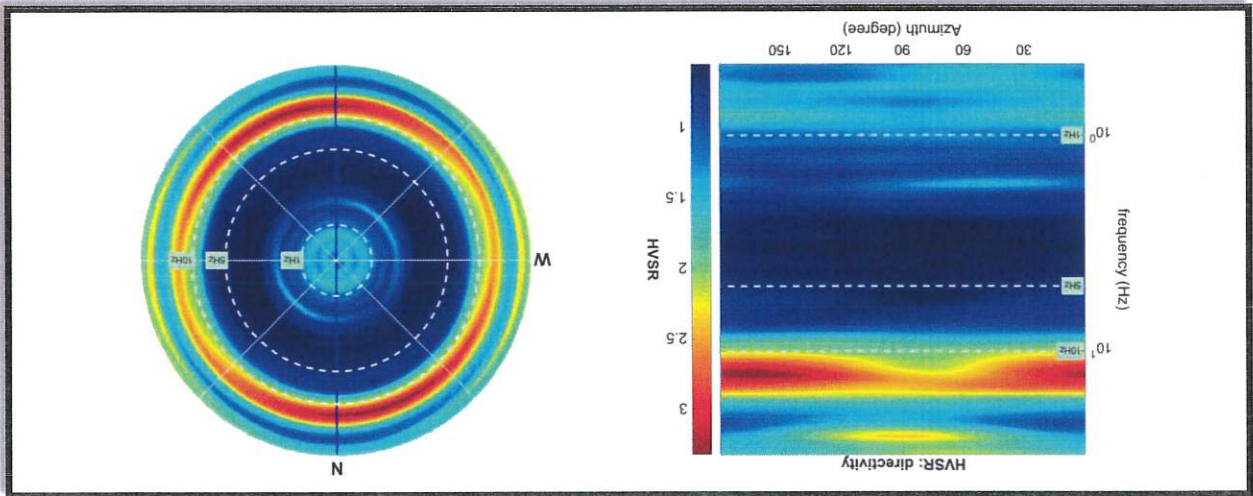 HVSR: directivity
frequency (Hz)
10¹
10⁰
10Hz
5Hz
1Hz
30
60
90
120
150
Azimuth (degree)
3
2.5
2
1.5
1
HVSR
N
W
1Hz
5Hz
10Hz